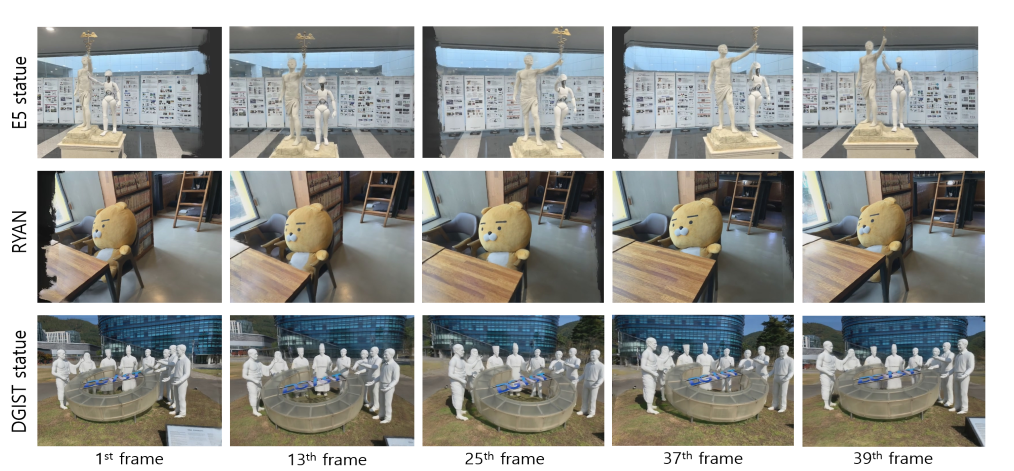 E5 statue
RYAN
DGIST statue
1st frame
13th frame
25th frame
37th frame
39th frame